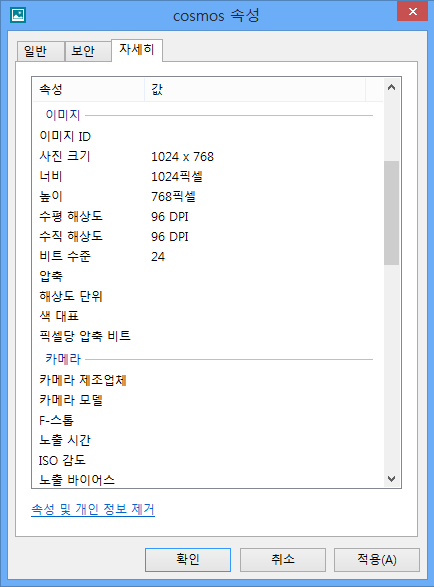 cosmos 속성
일반 보안 자세히
속성 값
이미지
이미지 ID
사진 크기 1024 x 768
너비 1024픽셀
높이 768픽셀
수평 해상도 96 DPI
수직 해상도 96 DPI
비트 수준 24
압축
해상도 단위
색 대표
픽셀당 압축 비트
카메라
카메라 제조업체
카메라 모델
F-스톱
노출 시간
ISO 감도
노출 바이어스
속성 및 개인 정보 제거
확인 취소 적용(A)